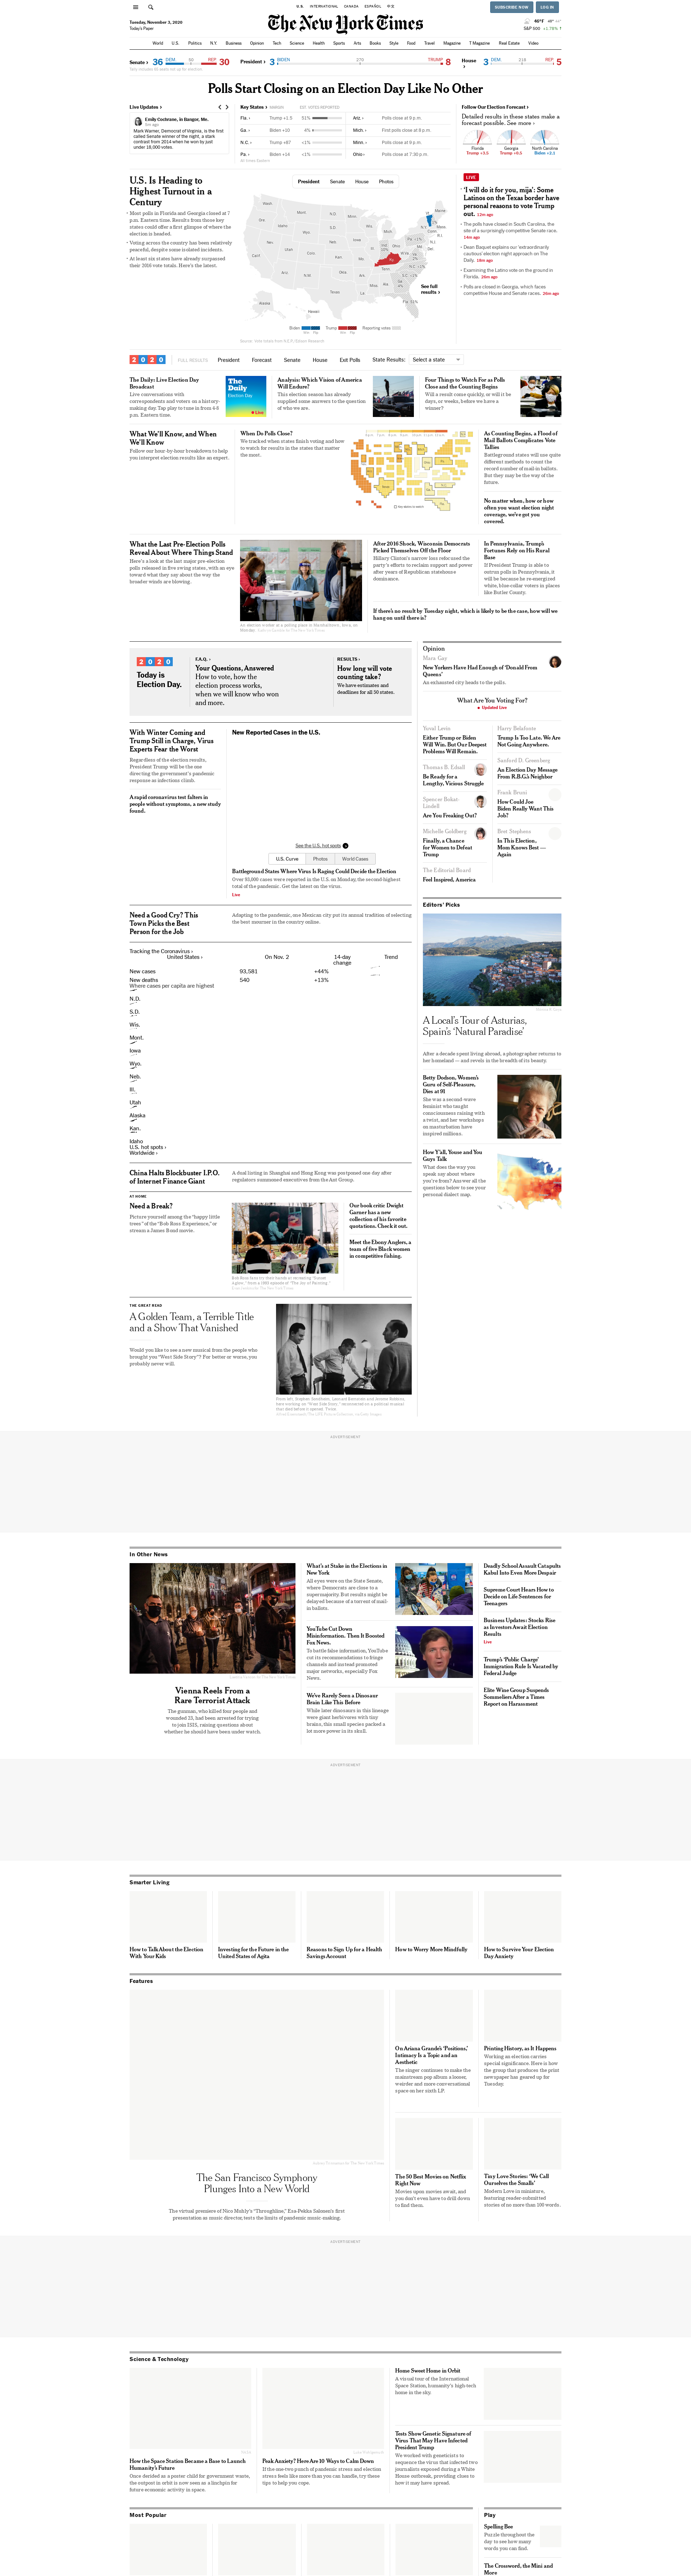 U.S. INTERNATIONAL CANADA ESPAÑOL 中文
SUBSCRIBE NOW LOG IN
Tuesday, November 3, 2020
Today's Paper
The New York Times
S&P 500 +1.78% ↑
World U.S. Politics N.Y. Business Opinion Tech Science Health Sports Arts Books Style Food Travel Magazine T Magazine Real Estate Video
Senate › 36 DEM. REP. 30
President › 3 BIDEN 270 TRUMP 8
House › 3 DEM. 218 REP. 5
Polls Start Closing on an Election Day Like No Other
Live Updates ›
Emily Cochrane, in Bangor, Me.
Mark Warner, Democrat of Virginia, is the first
and only Senate winner of the night, a stark
contrast from 2014 when he won by just
under 18,000 votes.
Key States › MARGIN EST. VOTES REPORTED
Fla. › Trump +1.5 51%
Ga. › Biden +10 4%
N.C. › Trump +67 <1%
Pa. › Biden +14 <1%
Ariz. › Polls close at 9 p.m.
Mich. › First polls close at 8 p.m.
Minn. › Polls close at 9 p.m.
Ohio › Polls close at 7:30 p.m.
Follow Our Election Forecast ›
Detailed results in these states make a
forecast possible. See more ›
Florida Georgia North Carolina
U.S. Is Heading to
Highest Turnout in a
Century
Most polls in Florida and Georgia closed at 7
p.m. Eastern times. Results from those key
states could offer a first glimpse of where the
election is headed.
Voting across the country has been relatively
peaceful, despite some isolated incidents.
At least six states have already surpassed
their 2016 vote totals. Here's the latest.
President Senate House Photos
See full
results ›
LIVE
'I will do it for you, mija': Some
Latinos on the Texas border have
personal reasons to vote Trump
out. 12m ago
The polls have closed in South Carolina, the
site of a surprisingly competitive Senate race.
14m ago
Dean Baquet explains our 'extraordinarily
cautious' election night approach on The
Daily. 18m ago
Examining the Latino vote on the ground in
Florida. 26m ago
Polls are closed in Georgia, which faces
competitive House and Senate races. 26m ago
2020 FULL RESULTS President Forecast Senate House Exit Polls State Results: Select a state
The Daily: Live Election Day
Broadcast
Live conversations with
correspondents and voters on a history-
making day. Tap play to tune in from 4-8
p.m. Eastern time.
The
Daily
Election Day
Live
Analysis: Which Vision of America
Will Endure?
This election season has already
supplied some answers to the question
of who we are.
Four Things to Watch For as Polls
Close and the Counting Begins
Will a result come quickly, or will it be
days, or weeks, before we have a
winner?
What We'll Know, and When
We'll Know
Follow our hour-by-hour breakdown to help
you interpret election results like an expert.
When Do Polls Close?
We tracked when states finish voting and how
to watch for results in the states that matter
the most.
As Counting Begins, a Flood of
Mail Ballots Complicates Vote
Tallies
Battleground states will use quite
different methods to count the
record number of mail-in ballots.
But they may be the way of the
future.
No matter when, how or how
often you want election night
coverage, we've got you
covered.
What the Last Pre-Election Polls
Reveal About Where Things Stand
Here's a look at the last major pre-election
polls released in five swing states, with an eye
toward what they say about the way the
broader winds are blowing.
After 2016 Shock, Wisconsin Democrats
Picked Themselves Off the Floor
Hillary Clinton's narrow loss refocused the
party's efforts to reclaim support and power
after years of Republican statehouse
dominance.
In Pennsylvania, Trump's
Fortunes Rely on His Rural
Base
If President Trump is able to
outrun polls in Pennsylvania, it
will be because he re-energized
white, blue-collar voters in places
like Butler County.
If there's no result by Tuesday night, which is likely to be the case, how will we
hang on until there is?
2020
Today is
Election Day.
F.A.Q. ›
Your Questions, Answered
How to vote, how the
election process works,
when we will know who won
and more.
RESULTS ›
How long will vote
counting take?
We have estimates and
deadlines for all 50 states.
Opinion
Mara Gay
New Yorkers Have Had Enough of 'Donald From
Queens'
An exhausted city heads to the polls.
What Are You Voting For?
Updated Live
Yuval Levin
Either Trump or Biden
Will Win. But Our Deepest
Problems Will Remain.
Thomas B. Edsall
Be Ready for a
Lengthy, Vicious Struggle
Spencer Bokat-
Lindell
Are You Freaking Out?
Michelle Goldberg
Finally, a Chance
for Women to Defeat
Trump
The Editorial Board
Feel Inspired, America
Harry Belafonte
Trump Is Too Late. We Are
Not Going Anywhere.
Sanford D. Greenberg
An Election Day Message
From R.B.G.'s Neighbor
Frank Bruni
How Could Joe
Biden Really Want This
Job?
Bret Stephens
In This Election,
Mom Knows Best —
Again
With Winter Coming and
Trump Still in Charge, Virus
Experts Fear the Worst
Regardless of the election results,
President Trump will be the one
directing the government's pandemic
response as infections climb.
A rapid coronavirus test falters in
people without symptoms, a new study
found.
New Reported Cases in the U.S.
See the U.S. hot spots
U.S. Curve Photos World Cases
Battleground States Where Virus Is Raging Could Decide the Election
Over 93,000 cases were reported in the U.S. on Monday, the second-highest
total of the pandemic. Get the latest on the virus.
Live
Need a Good Cry? This
Town Picks the Best
Person for the Job
Adapting to the pandemic, one Mexican city put its annual tradition of selecting
the best mourner in the country online.
Tracking the Coronavirus ›
United States › On Nov. 2 14-day
change Trend
New cases 93,581 +44%
New deaths 540 +13%
Where cases per capita are highest
N.D.
S.D.
Wis.
Mont.
Iowa
Wyo.
Neb.
Ill.
Utah
Alaska
Kan.
Idaho
U.S. hot spots ›
Worldwide ›
Editors' Picks
A Local's Tour of Asturias,
Spain's 'Natural Paradise'
After a decade spent living abroad, a photographer returns to
her homeland — and revels in the breadth of its beauty.
Betty Dodson, Women's
Guru of Self-Pleasure,
Dies at 91
She was a second-wave
feminist who taught
consciousness raising with
a twist, and her workshops
on masturbation have
inspired millions.
How Y'all, Youse and You
Guys Talk
What does the way you
speak say about where
you're from? Answer all the
questions below to see your
personal dialect map.
China Halts Blockbuster I.P.O.
of Internet Finance Giant
A dual listing in Shanghai and Hong Kong was postponed one day after
regulators summoned executives from the Ant Group.
AT HOME
Need a Break?
Picture yourself among the "happy little
trees" of the "Bob Ross Experience," or
stream a James Bond movie.
Our book critic Dwight
Garner has a new
collection of his favorite
quotations. Check it out.
Meet the Ebony Anglers, a
team of five Black women
in competitive fishing.
THE GREAT READ
A Golden Team, a Terrible Title
and a Show That Vanished
Would you like to see a new musical from the people who
brought you "West Side Story"? For better or worse, you
probably never will.
ADVERTISEMENT
In Other News
Vienna Reels From a
Rare Terrorist Attack
The gunman, who killed four people and
wounded 23, had been arrested for trying
to join ISIS, raising questions about
whether he should have been under watch.
What's at Stake in the Elections in
New York
All eyes were on the State Senate,
where Democrats are close to a
supermajority. But results might be
delayed because of a torrent of mail-
in ballots.
YouTube Cut Down
Misinformation. Then It Boosted
Fox News.
To battle false information, YouTube
cut its recommendations to fringe
channels and instead promoted
major networks, especially Fox
News.
We've Rarely Seen a Dinosaur
Brain Like This Before
While later dinosaurs in this lineage
were giant herbivores with tiny
brains, this small species packed a
lot more power in its skull.
Deadly School Assault Catapults
Kabul Into Even More Despair
Supreme Court Hears How to
Decide on Life Sentences for
Teenagers
Business Updates: Stocks Rise
as Investors Await Election
Results
Live
Trump's 'Public Charge'
Immigration Rule Is Vacated by
Federal Judge
Elite Wine Group Suspends
Sommeliers After a Times
Report on Harassment
ADVERTISEMENT
Smarter Living
How to Talk About the Election
With Your Kids
Investing for the Future in the
United States of Agita
Reasons to Sign Up for a Health
Savings Account
How to Worry More Mindfully
How to Survive Your Election
Day Anxiety
Features
The San Francisco Symphony
Plunges Into a New World
The virtual premiere of Nico Muhly's "Throughline," Esa-Pekka Salonen's first
presentation as music director, tests the limits of pandemic music making.
On Ariana Grande's 'Positions,'
Intimacy Is a Topic and an
Aesthetic
The singer continues to make the
mainstream pop album a looser,
weirder and more conversational
space on her sixth LP.
Printing History, as It Happens
Working an election carries
special significance. Here is how
the group that produces the print
newspaper has geared up for
Tuesday.
The 50 Best Movies on Netflix
Right Now
Movies upon movies await, and
you don't even have to drill down
to find them.
Tiny Love Stories: 'We Call
Ourselves the Smalls'
Modern Love in miniature,
featuring reader-submitted
stories of no more than 100 words.
ADVERTISEMENT
Science & Technology
How the Space Station Became a Base to Launch
Humanity's Future
Once derided as a poster child for government waste,
the outpost in orbit is now seen as a linchpin for
future economic activity in space.
Peak Anxiety? Here Are 10 Ways to Calm Down
If the one-two punch of pandemic stress and election
stress feels like more than you can handle, try these
tips to help you cope.
Home Sweet Home in Orbit
A virtual tour of the International
Space Station, humanity's high-tech
home in the sky.
Tests Show Genetic Signature of
Virus That May Have Infected
President Trump
We worked with geneticists to
sequence the virus that infected two
journalists exposed during a White
House outbreak, providing clues to
how it may have spread.
Most Popular
Play
Spelling Bee
Puzzle throughout the
day to see how many
words you can find.
The Crossword, the Mini and
More